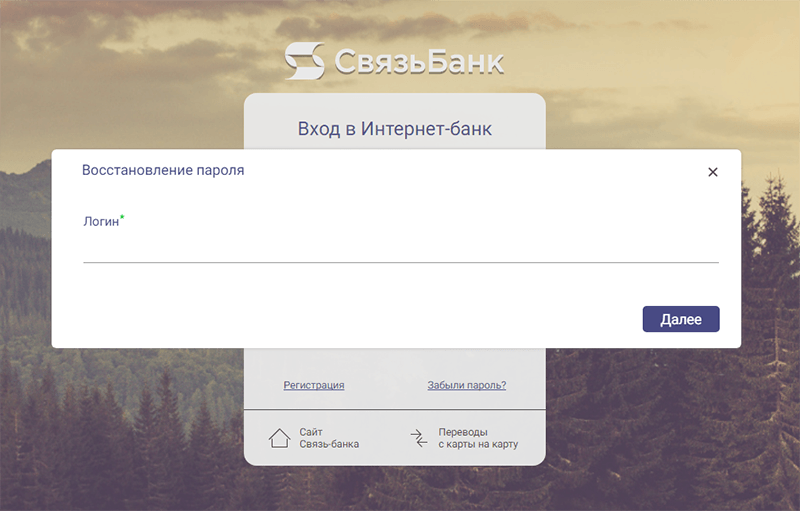 СвязьБанк
Вход в Интернет-банк
Восстановление пароля
Логин*
Далее
Регистрация
Забыли пароль?
Сайт
Связь-банка
Переводы
с карты на карту